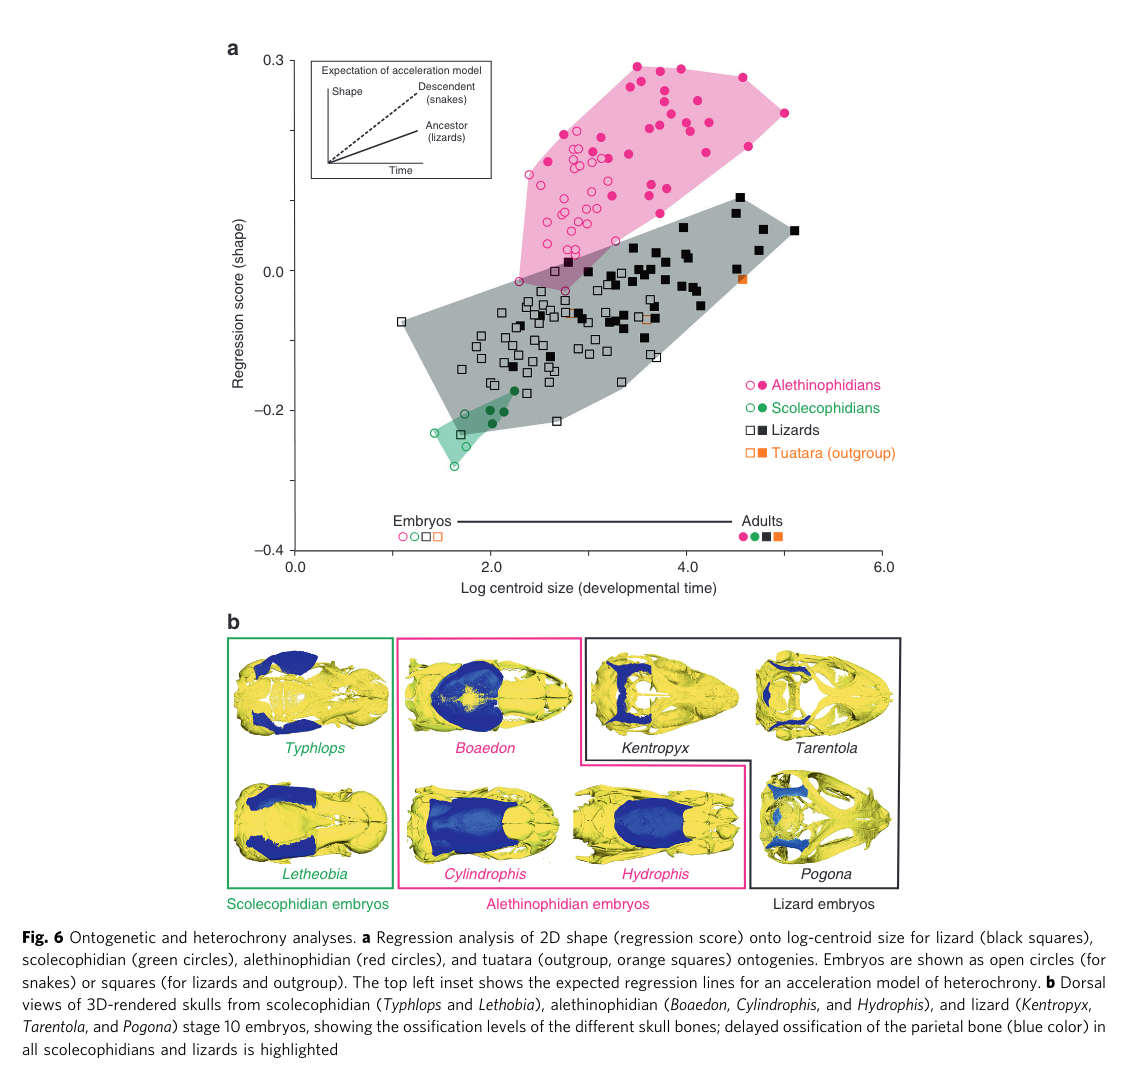 a
0.3
0.0
−0.2
−0.4
Regression score (shape)
Expectation of acceleration model
Shape
Descendent
(snakes)
Ancestor
(lizards)
Time
Alethinophidians
Scolecophidians
Lizards
Tuatara (outgroup)
Embryos
Adults
0.0 2.0 4.0 6.0
Log centroid size (developmental time)
b
Typhlops
Boaedon
Kentropyx
Tarentola
Letheobia
Cylindrophis
Hydrophis
Pogona
Scolecophidian embryos
Alethinophidian embryos
Lizard embryos
Fig. 6 Ontogenetic and heterochrony analyses. a Regression analysis of 2D shape (regression score) onto log-centroid size for lizard (black squares),
scolecophidian (green circles), alethinophidian (red circles), and tuatara (outgroup, orange squares) ontogenies. Embryos are shown as open circles (for
snakes) or squares (for lizards and outgroup). The top left inset shows the expected regression lines for an acceleration model of heterochrony. b Dorsal
views of 3D-rendered skulls from scolecophidian (Typhlops and Lethobia), alethinophidian (Boaedon, Cylindrophis, and Hydrophis), and lizard (Kentropyx,
Tarentola, and Pogona) stage 10 embryos, showing the ossification levels of the different skull bones; delayed ossification of the parietal bone (blue color) in
all scolecophidians and lizards is highlighted